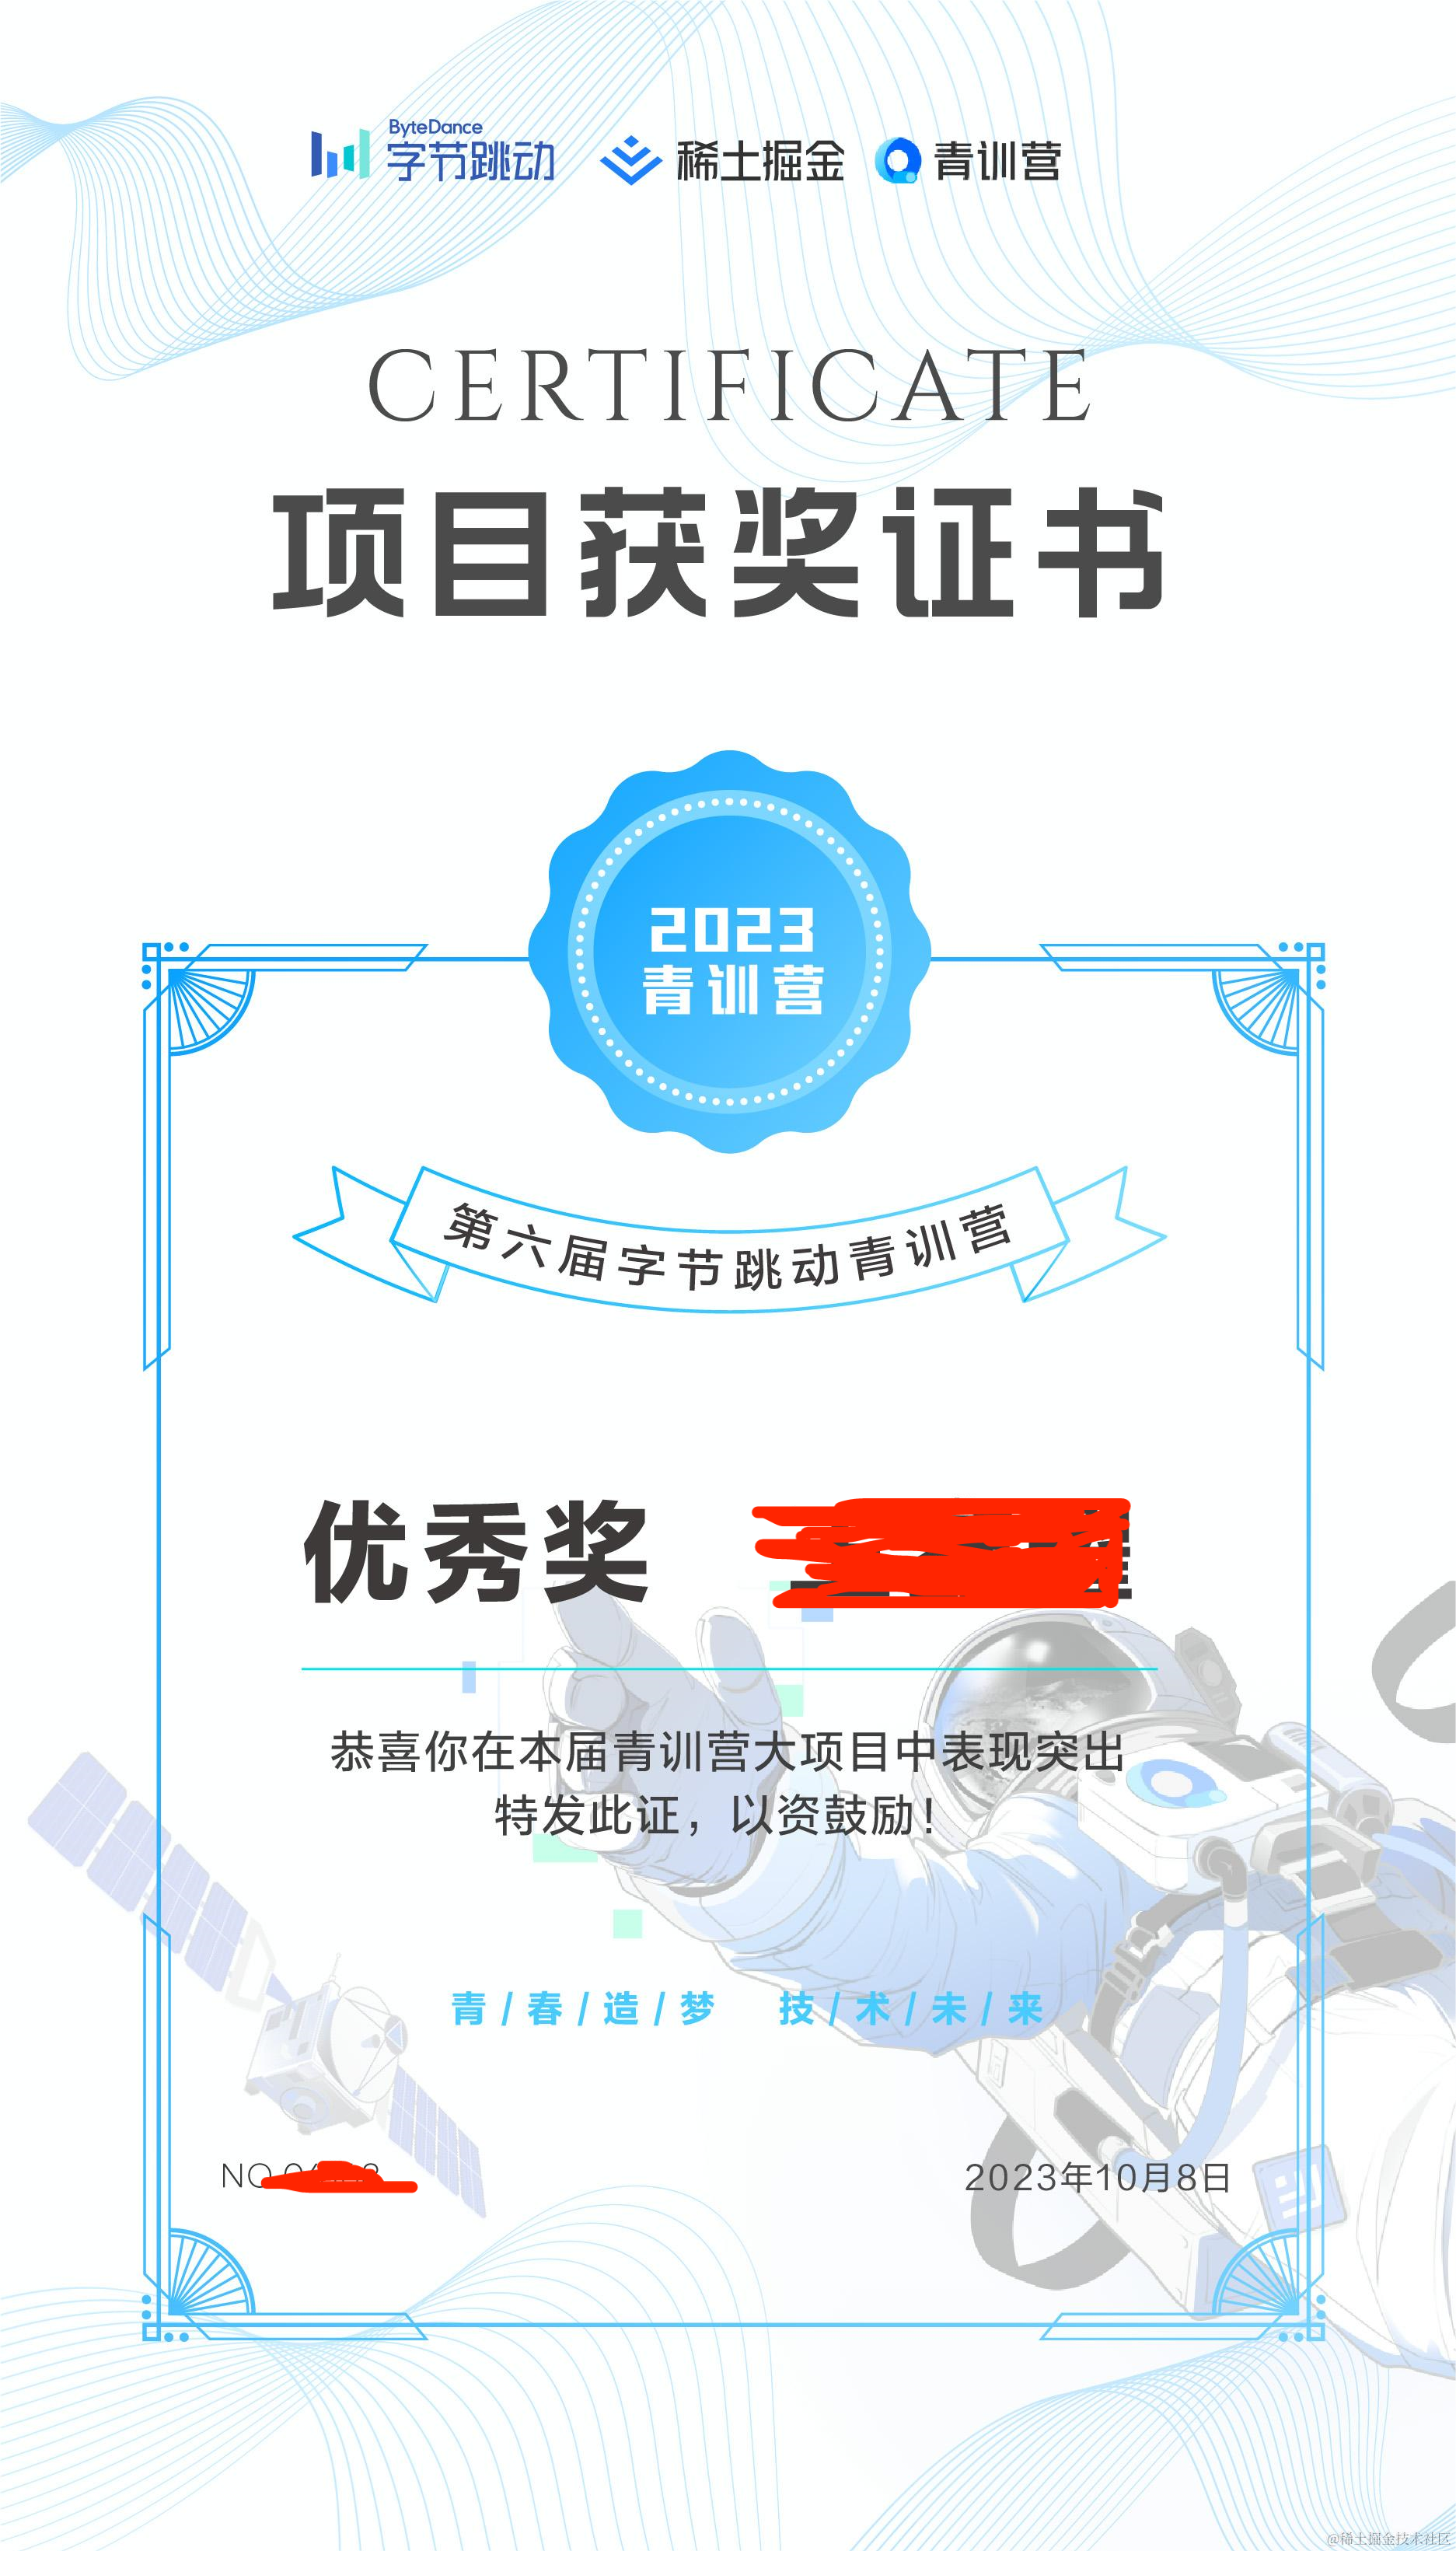 ByteDance
字节跳动 稀土掘金 青训营
CERTIFICATE
项目获奖证书
2023
青训营
第六届字节跳动青训营
优秀奖
恭喜你在本届青训营大项目中表现突出
特发此证，以资鼓励！
青/春/造/梦 技/术/未/来
2023年10月8日
@稀土掘金技术社区